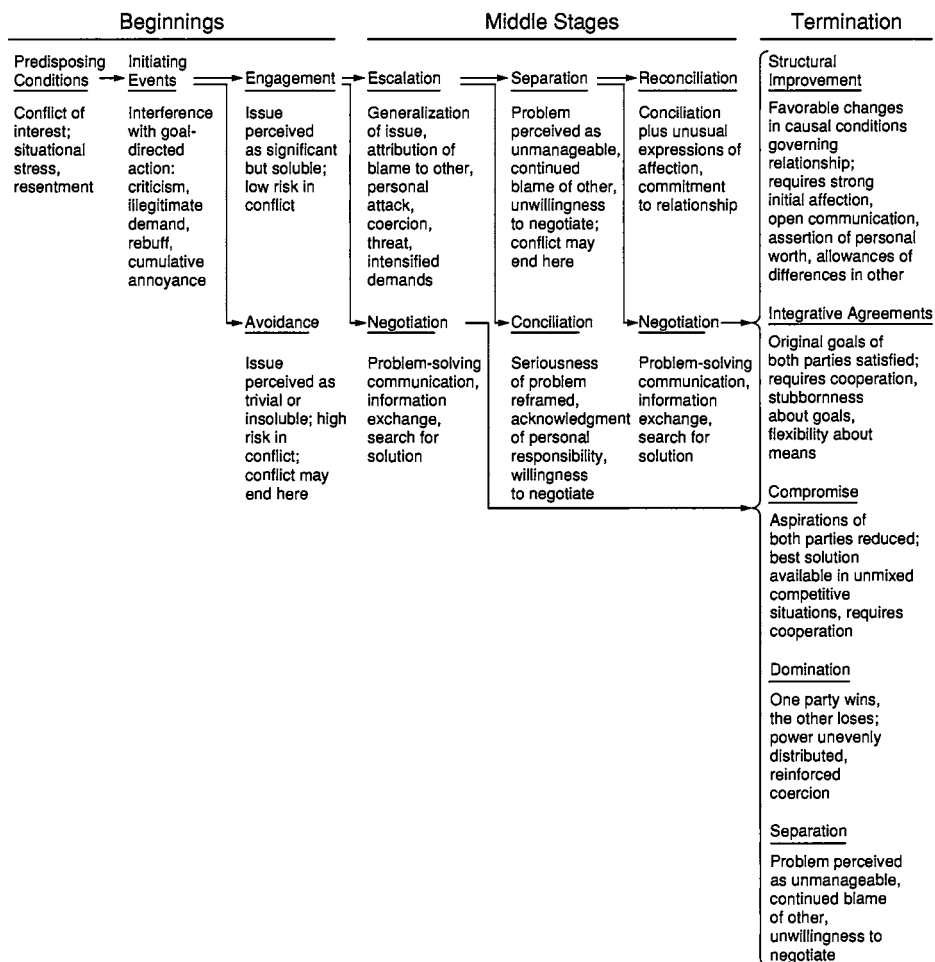 Beginnings
Middle Stages
Termination
Predisposing
Conditions
Conflict of
interest;
situational
stress,
resentment
Initiating
Events
Interference
with goal-
directed
action:
criticism,
illegitimate
demand,
rebuff,
cumulative
annoyance
Engagement
Issue
perceived
as significant
but soluble;
low risk in
conflict
Avoidance
Issue
perceived as
trivial or
insoluble; high
risk in
conflict;
conflict may
end here
Escalation
Generalization
of issue,
attribution of
blame to other,
personal
attack,
coercion,
threat,
intensified
demands
Negotiation
Problem-solving
communication,
information
exchange,
search for
solution
Separation
Problem
perceived as
unmanageable,
continued
blame of other,
unwillingness
to negotiate;
conflict may
end here
Conciliation
Seriousness
of problem
reframed,
acknowledgment
of personal
responsibility,
willingness
to negotiate
Reconciliation
Conciliation
plus unusual
expressions of
affection,
commitment
to relationship
Negotiation
Problem-solving
communication,
information
exchange,
search for
solution
Structural
Improvement
Favorable changes
in causal conditions
governing
relationship;
requires strong
initial affection,
open communication,
assertion of personal
worth, allowances of
differences in other
Integrative Agreements
Original goals of
both parties satisfied;
requires cooperation,
stubbornness
about goals,
flexibility about
means
Compromise
Aspirations of
both parties reduced;
best solution
available in unmixed
competitive
situations, requires
cooperation
Domination
One party wins,
the other loses;
power unevenly
distributed,
reinforced
coercion
Separation
Problem perceived
as unmanageable,
continued blame
of other,
unwillingness to
negotiate